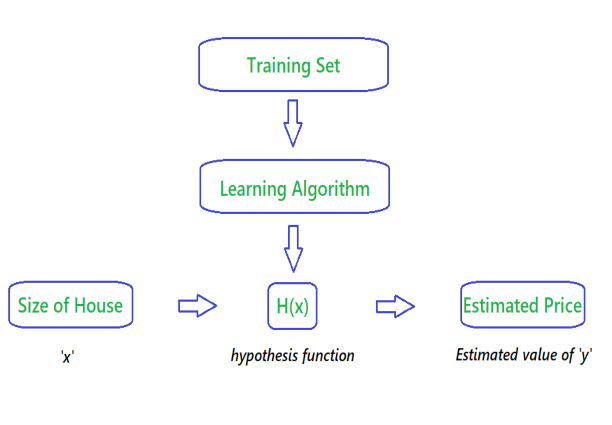 Training Set
Learning Algorithm
Size of House
H(x)
Estimated Price
'x'
hypothesis function
Estimated value of 'y'